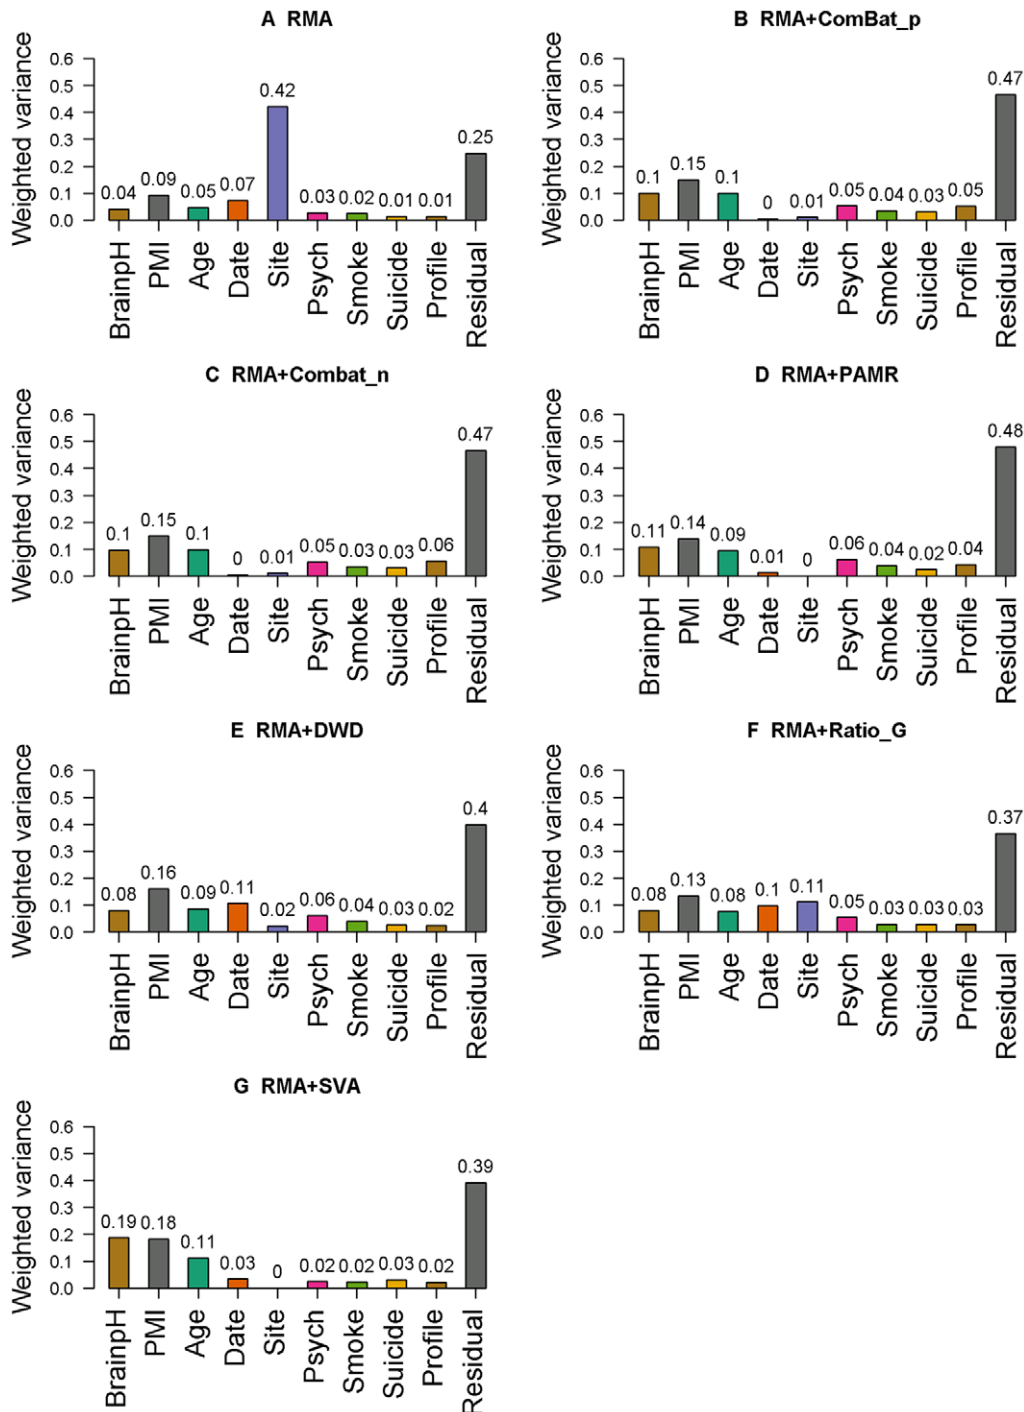 A RMA
Weighted variance
0.6
0.5
0.4
0.3
0.2
0.1
0.0
0.04 0.09 0.05 0.07 0.42 0.03 0.02 0.01 0.01 0.25
BrainpH PMI Age Date Site Psych Smoke Suicide Profile Residual
B RMA+ComBat_p
Weighted variance
0.6
0.5
0.4
0.3
0.2
0.1
0.0
0.1 0.15 0.1 0 0.01 0.05 0.04 0.03 0.05 0.47
BrainpH PMI Age Date Site Psych Smoke Suicide Profile Residual
C RMA+Combat_n
Weighted variance
0.6
0.5
0.4
0.3
0.2
0.1
0.0
0.1 0.15 0.1 0 0.01 0.05 0.03 0.03 0.06 0.47
BrainpH PMI Age Date Site Psych Smoke Suicide Profile Residual
D RMA+PAMR
Weighted variance
0.6
0.5
0.4
0.3
0.2
0.1
0.0
0.11 0.14 0.09 0.01 0 0.06 0.04 0.02 0.04 0.48
BrainpH PMI Age Date Site Psych Smoke Suicide Profile Residual
E RMA+DWD
Weighted variance
0.6
0.5
0.4
0.3
0.2
0.1
0.0
0.08 0.16 0.09 0.11 0.02 0.06 0.04 0.03 0.02 0.4
BrainpH PMI Age Date Site Psych Smoke Suicide Profile Residual
F RMA+Ratio_G
Weighted variance
0.6
0.5
0.4
0.3
0.2
0.1
0.0
0.08 0.13 0.08 0.1 0.11 0.05 0.03 0.03 0.03 0.37
BrainpH PMI Age Date Site Psych Smoke Suicide Profile Residual
G RMA+SVA
Weighted variance
0.6
0.5
0.4
0.3
0.2
0.1
0.0
0.19 0.18 0.11 0.03 0 0.02 0.02 0.03 0.02 0.39
BrainpH PMI Age Date Site Psych Smoke Suicide Profile Residual